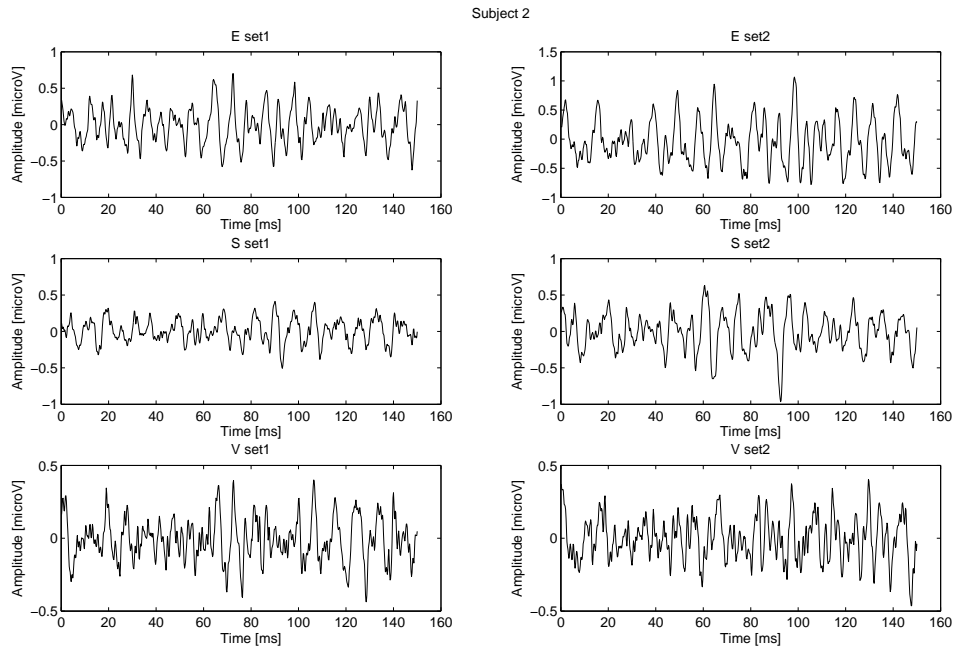 Subject 2
E set1
Amplitude [microV]
1
0.5
0
−0.5
−1
0 20 40 60 80 100 120 140 160
Time [ms]
E set2
Amplitude [microV]
1.5
1
0.5
0
−0.5
−1
0 20 40 60 80 100 120 140 160
Time [ms]
S set1
Amplitude [microV]
1
0.5
0
−0.5
−1
0 20 40 60 80 100 120 140 160
Time [ms]
S set2
Amplitude [microV]
1
0.5
0
−0.5
−1
0 20 40 60 80 100 120 140 160
Time [ms]
V set1
Amplitude [microV]
0.5
0
−0.5
0 20 40 60 80 100 120 140 160
Time [ms]
V set2
Amplitude [microV]
0.5
0
−0.5
0 20 40 60 80 100 120 140 160
Time [ms]